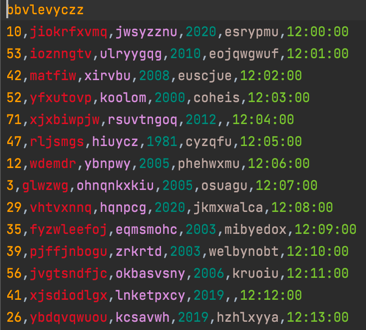 bbvlevyczz
10,jiokrfxvmq,jwsyzznu,2020,esrypmu,12:00:00
53,ioznngtv,ulryygqg,2010,eojqwgwuf,12:01:00
42,matfiw,xirvbu,2008,euscjue,12:02:00
52,yfxutovp,koolom,2000,coheis,12:03:00
71,xjxbiwpjw,rsuvtngoq,2012,,12:04:00
47,rljsmgs,hiuycz,1981,cyzqfu,12:05:00
12,wdemdr,ybnpwy,2005,phehwxmu,12:06:00
3,glwzwg,ohnqnkxkiu,2005,osuagu,12:07:00
29,vhtvxnnq,hqnpcg,2020,jkmxwalca,12:08:00
35,fyzwleefoj,eqmsmohc,2003,mibyedox,12:09:00
39,pjffjnbogu,zrkrtd,2003,welbynobt,12:10:00
56,jvgtsndfjc,okbasvsny,2006,kruoiu,12:11:00
41,xjsdiodlgx,lnketpxcy,2019,,12:12:00
26,ybdqvqwuou,kcsavwh,2019,hzhlxyya,12:13:00